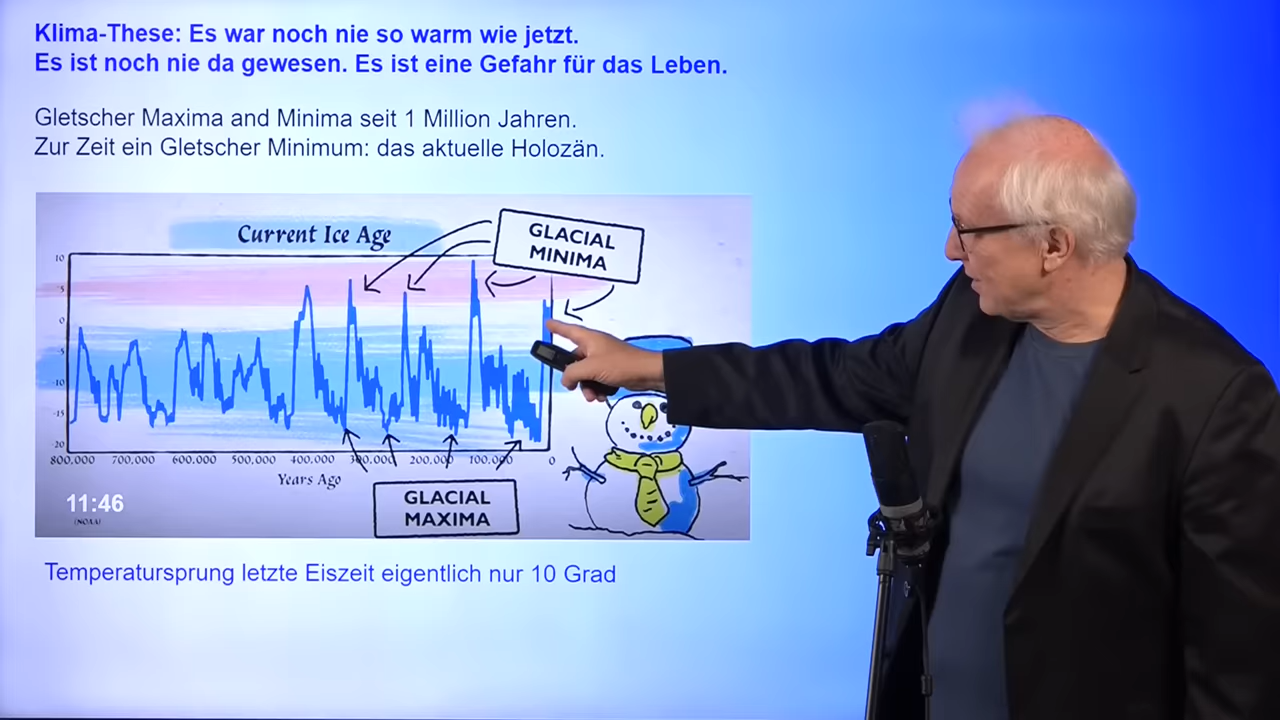 Klima-These: Es war noch nie so warm wie jetzt.
Es ist noch nie da gewesen. Es ist eine Gefahr für das Leben.
Gletscher Maxima and Minima seit 1 Million Jahren.
Zur Zeit ein Gletscher Minimum: das aktuelle Holozän.
Current Ice Age
GLACIAL
MINIMA
10
5
0
-5
-10
-15
-20
800,000 700,000 600,000 500,000 400,000 300,000 200,000 100,000 0
Years Ago
11:46
(NOAA)
GLACIAL
MAXIMA
Temperatursprung letzte Eiszeit eigentlich nur 10 Grad